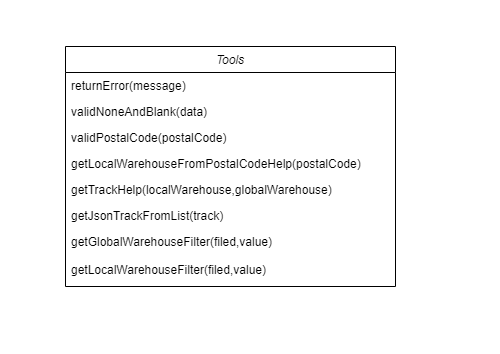 Tools
returnError(message)
validNoneAndBlank(data)
validPostalCode(postalCode)
getLocalWarehouseFromPostalCodeHelp(postalCode)
getTrackHelp(localWarehouse,globalWarehouse)
getJsonTrackFromList(track)
getGlobalWarehouseFilter(filed,value)
getLocalWarehouseFilter(filed,value)